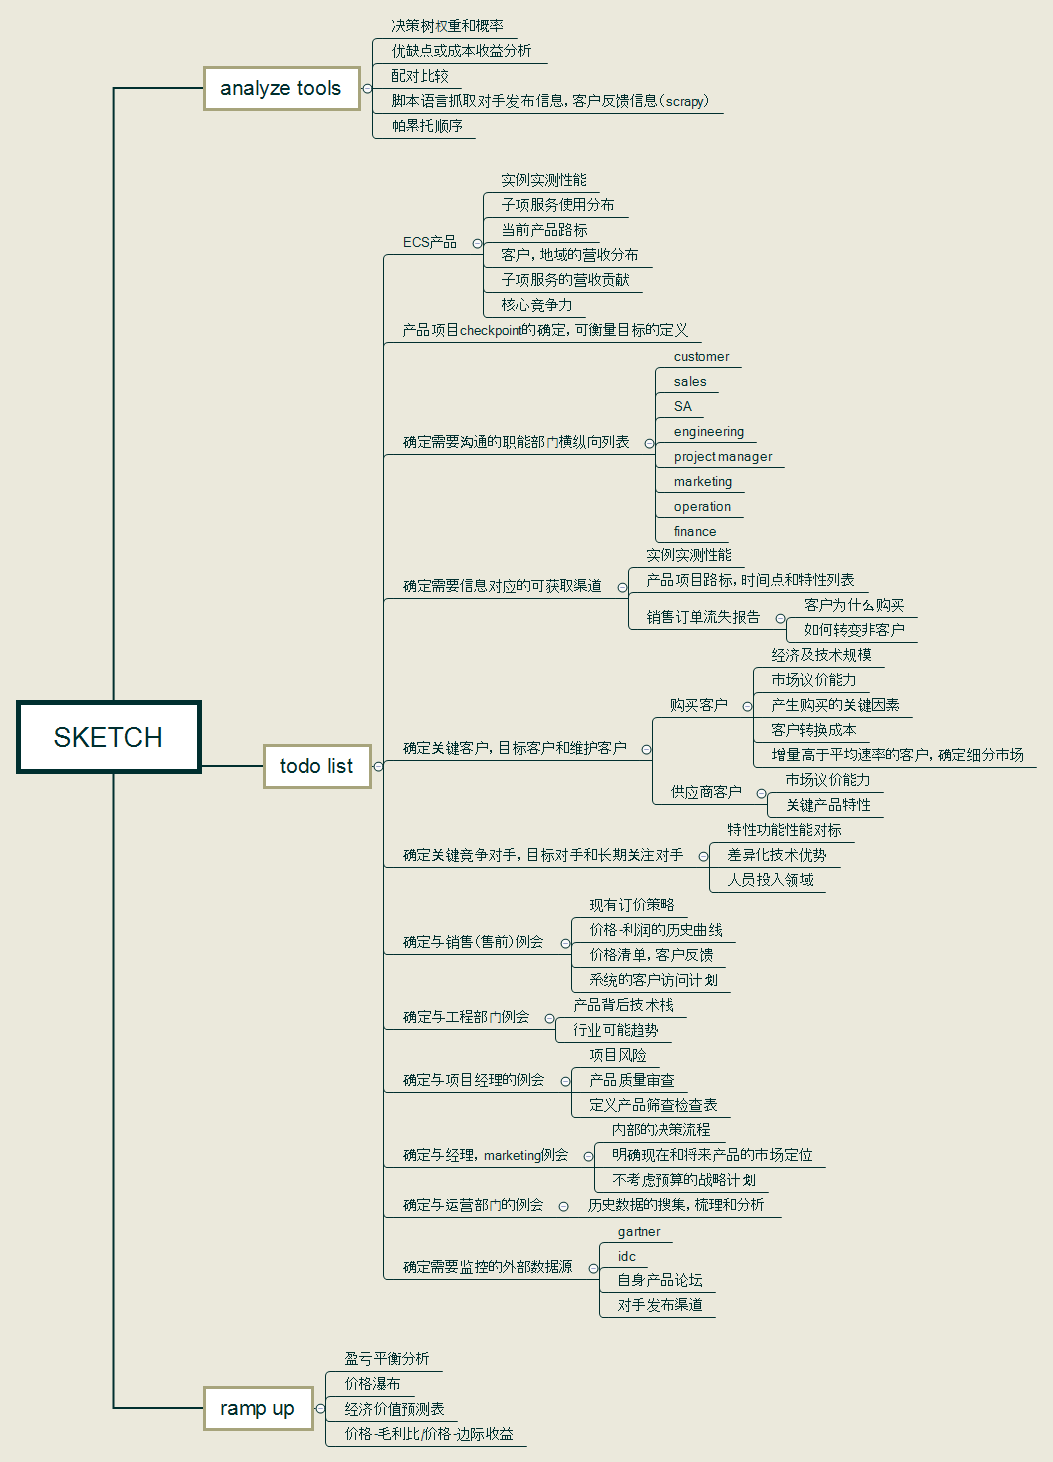 SKETCH
analyze tools
决策树权重和概率
优缺点或成本收益分析
配对比较
脚本语言抓取对手发布信息，客户反馈信息（scrapy）
帕累托顺序
todo list
ECS产品
实例实测性能
子项服务使用分布
当前产品路标
客户，地域的营收分布
子项服务的营收贡献
核心竞争力
产品项目checkpoint的确定，可衡量目标的定义
确定需要沟通的职能部门横纵向列表
customer
sales
SA
engineering
project manager
marketing
operation
finance
确定需要信息对应的可获取渠道
实例实测性能
产品项目路标，时间点和特性列表
销售订单流失报告
客户为什么购买
如何转变非客户
确定关键客户，目标客户和维护客户
购买客户
经济及技术规模
市场议价能力
产生购买的关键因素
客户转换成本
增量高于平均速率的客户，确定细分市场
供应商客户
市场议价能力
关键产品特性
确定关键竞争对手，目标对手和长期关注对手
特性功能性能对标
差异化技术优势
人员投入领域
确定与销售（售前）例会
现有订价策略
价格-利润的历史曲线
价格清单，客户反馈
系统的客户访问计划
确定与工程部门例会
产品背后技术栈
行业可能趋势
确定与项目经理的例会
项目风险
产品质量审查
定义产品筛查检查表
确定与经理，marketing例会
内部的决策流程
明确现在和将来产品的市场定位
不考虑预算的战略计划
确定与运营部门的例会
历史数据的搜集，梳理和分析
确定需要监控的外部数据源
gartner
idc
自身产品论坛
对手发布渠道
ramp up
盈亏平衡分析
价格瀑布
经济价值预测表
价格-毛利比/价格-边际收益